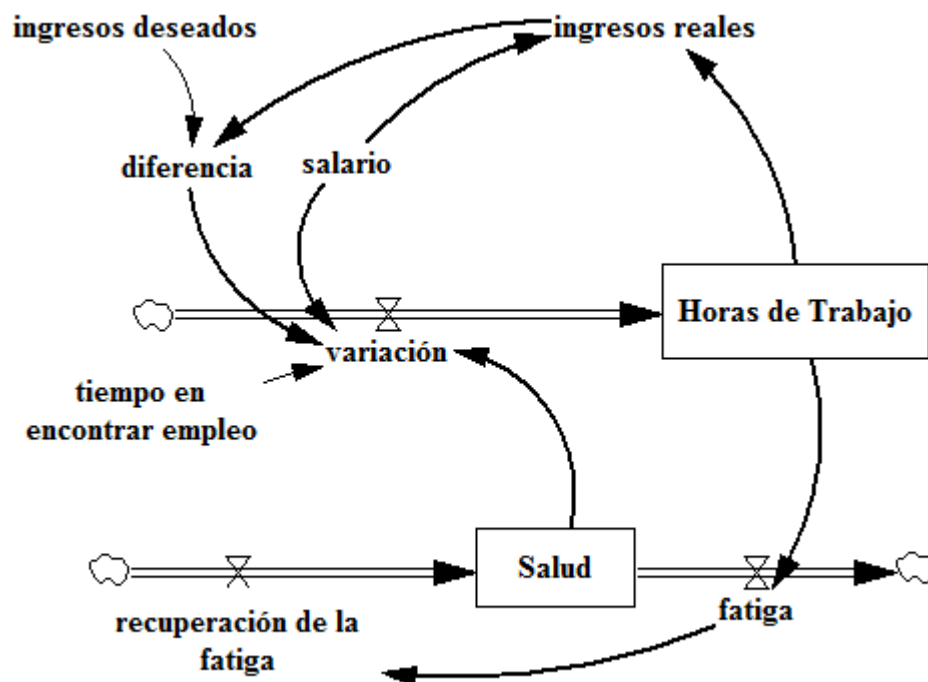 ingresos deseados
ingresos reales
diferencia
salario
Horas de Trabajo
variación
tiempo en
encontrar empleo
Salud
fatiga
recuperación de la
fatiga